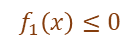 f₁(x) ≤ 0